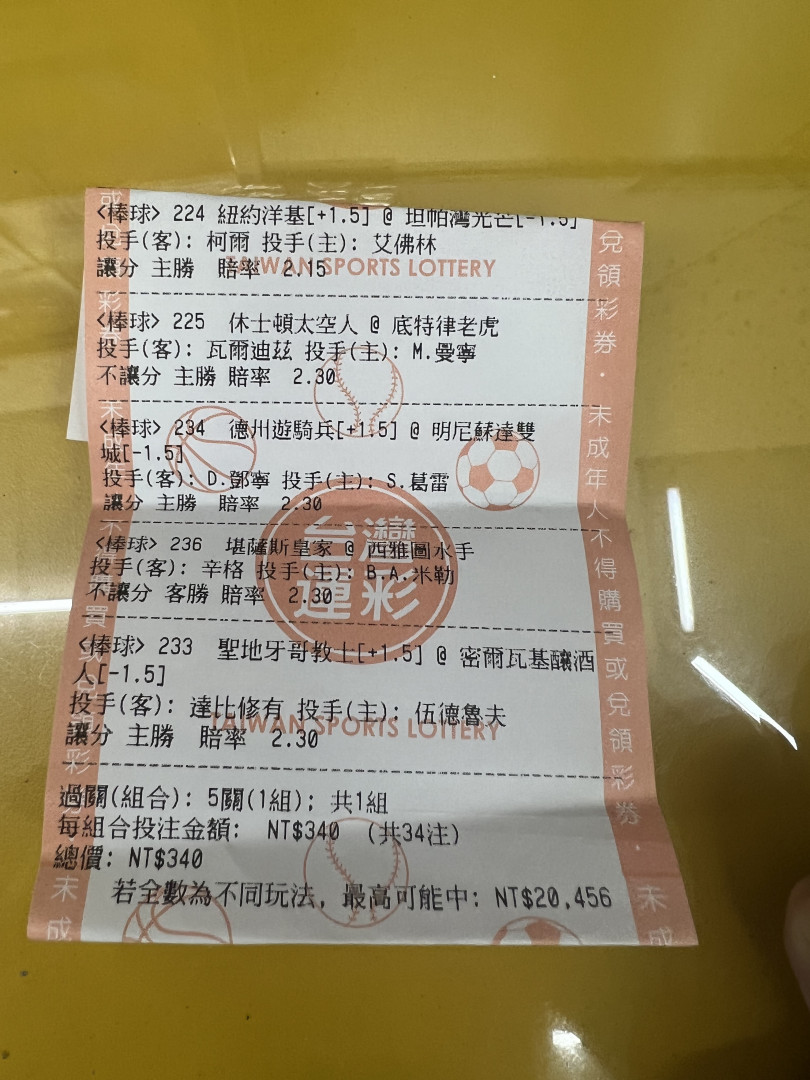 <棒球> 224 紐約洋基[+1.5] @ 坦帕灣光芒[-1.5]
投手(客): 柯爾 投手(主): 艾佛林
讓分 主勝 賠率 2.15
TAIWAN SPORTS LOTTERY
<棒球> 225 休士頓太空人 @ 底特律老虎
投手(客): 瓦爾迪茲 投手(主): M.曼寧
不讓分 主勝 賠率 2.30
<棒球> 234 德州遊騎兵[+1.5] @ 明尼蘇達雙
城[-1.5]
投手(客): D.鄧寧 投手(主): S.葛雷
讓分 主勝 賠率 2.30
台灣
運彩
<棒球> 236 堪薩斯皇家 @ 西雅圖水手
投手(客): 辛格 投手(主): B.A.米勒
不讓分 客勝 賠率 2.30
<棒球> 233 聖地牙哥教士[+1.5] @ 密爾瓦基釀酒
人[-1.5]
投手(客): 達比修有 投手(主): 伍德魯夫
TAIWAN SPORTS LOTTERY
讓分 主勝 賠率 2.30
過關(組合): 5關(1組); 共1組
每組合投注金額: NT$340 (共34注)
總價: NT$340
若全數為不同玩法, 最高可能中: NT$20,456
兌領彩券．未成年人不得購買或兌領彩券．未成